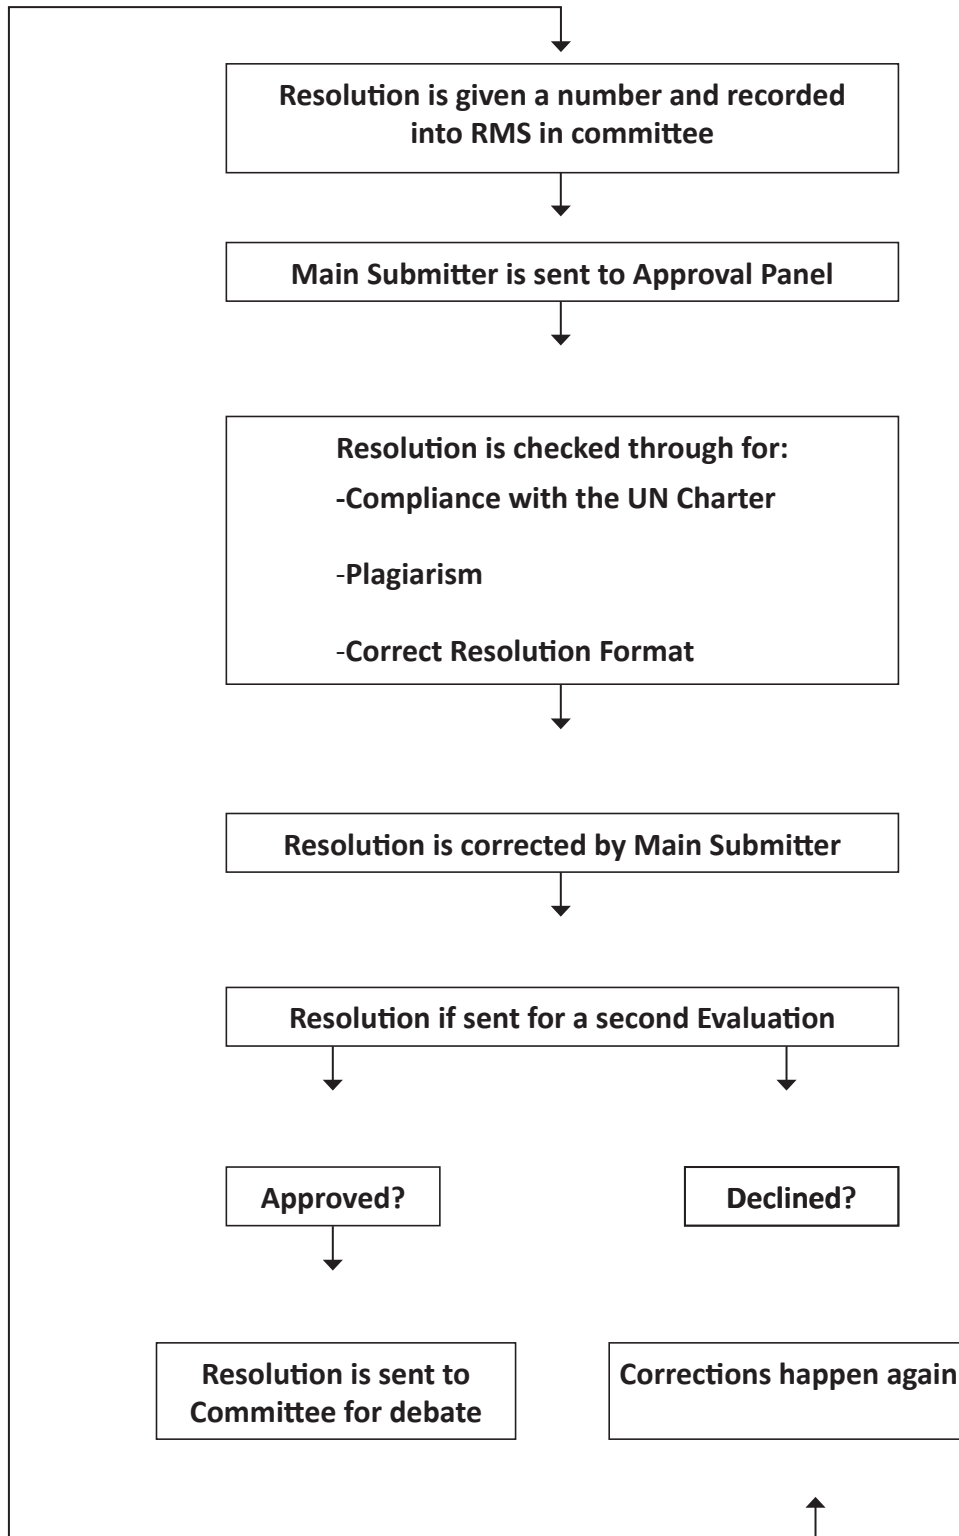 Resolution is given a number and recorded
into RMS in committee
Main Submitter is sent to Approval Panel
Resolution is checked through for:
-Compliance with the UN Charter
-Plagiarism
-Correct Resolution Format
Resolution is corrected by Main Submitter
Resolution if sent for a second Evaluation
Approved?
Declined?
Resolution is sent to
Committee for debate
Corrections happen again